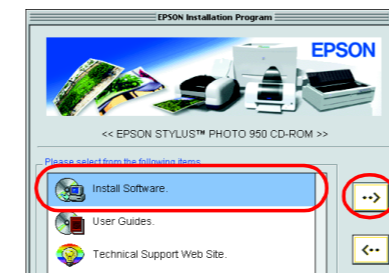 EPSON Installation Program
EPSON
<< EPSON STYLUS™ PHOTO 950 CD-ROM >>
Please select from the following items.
Install Software.
-->
User Guides.
<--
Technical Support Web Site.